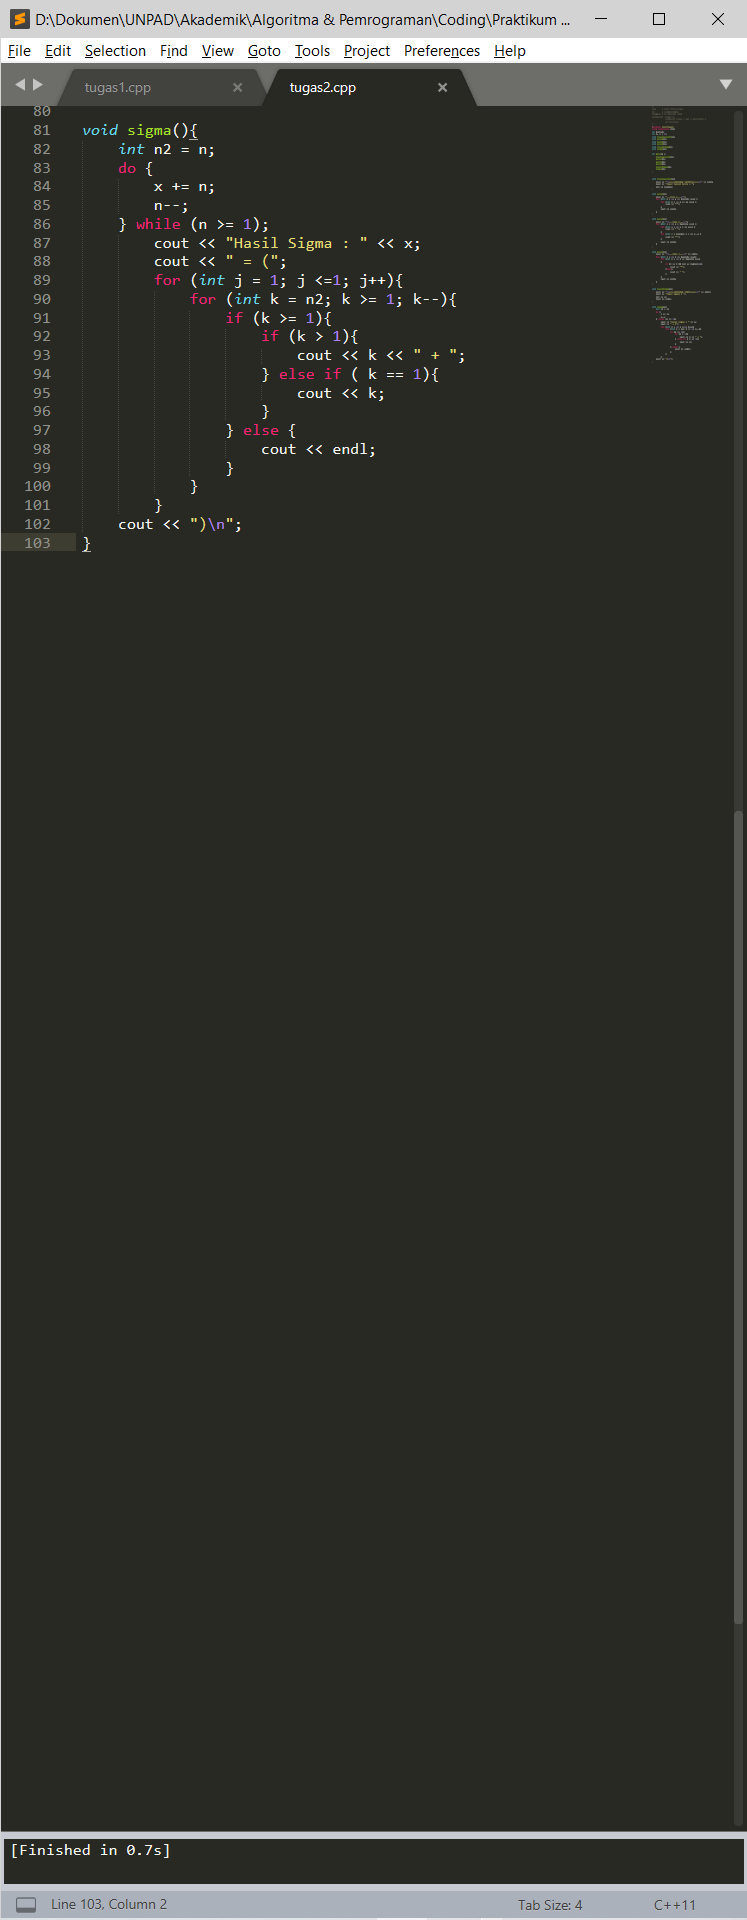 D:\Dokumen\UNPAD\Akademik\Algoritma & Pemrograman\Coding\Praktikum ...
File Edit Selection Find View Goto Tools Project Preferences Help
tugas1.cpp × tugas2.cpp ×
80
81 void sigma(){
82 int n2 = n;
83 do {
84 x += n;
85 n--;
86 } while (n >= 1);
87 cout << "Hasil Sigma : " << x;
88 cout << " = (";
89 for (int j = 1; j <=1; j++){
90 for (int k = n2; k >= 1; k--){
91 if (k >= 1){
92 if (k > 1){
93 cout << k << " + ";
94 } else if ( k == 1){
95 cout << k;
96 }
97 } else {
98 cout << endl;
99 }
100 }
101 }
102 cout << ")\n";
103 }
[Finished in 0.7s]
Line 103, Column 2 Tab Size: 4 C++11